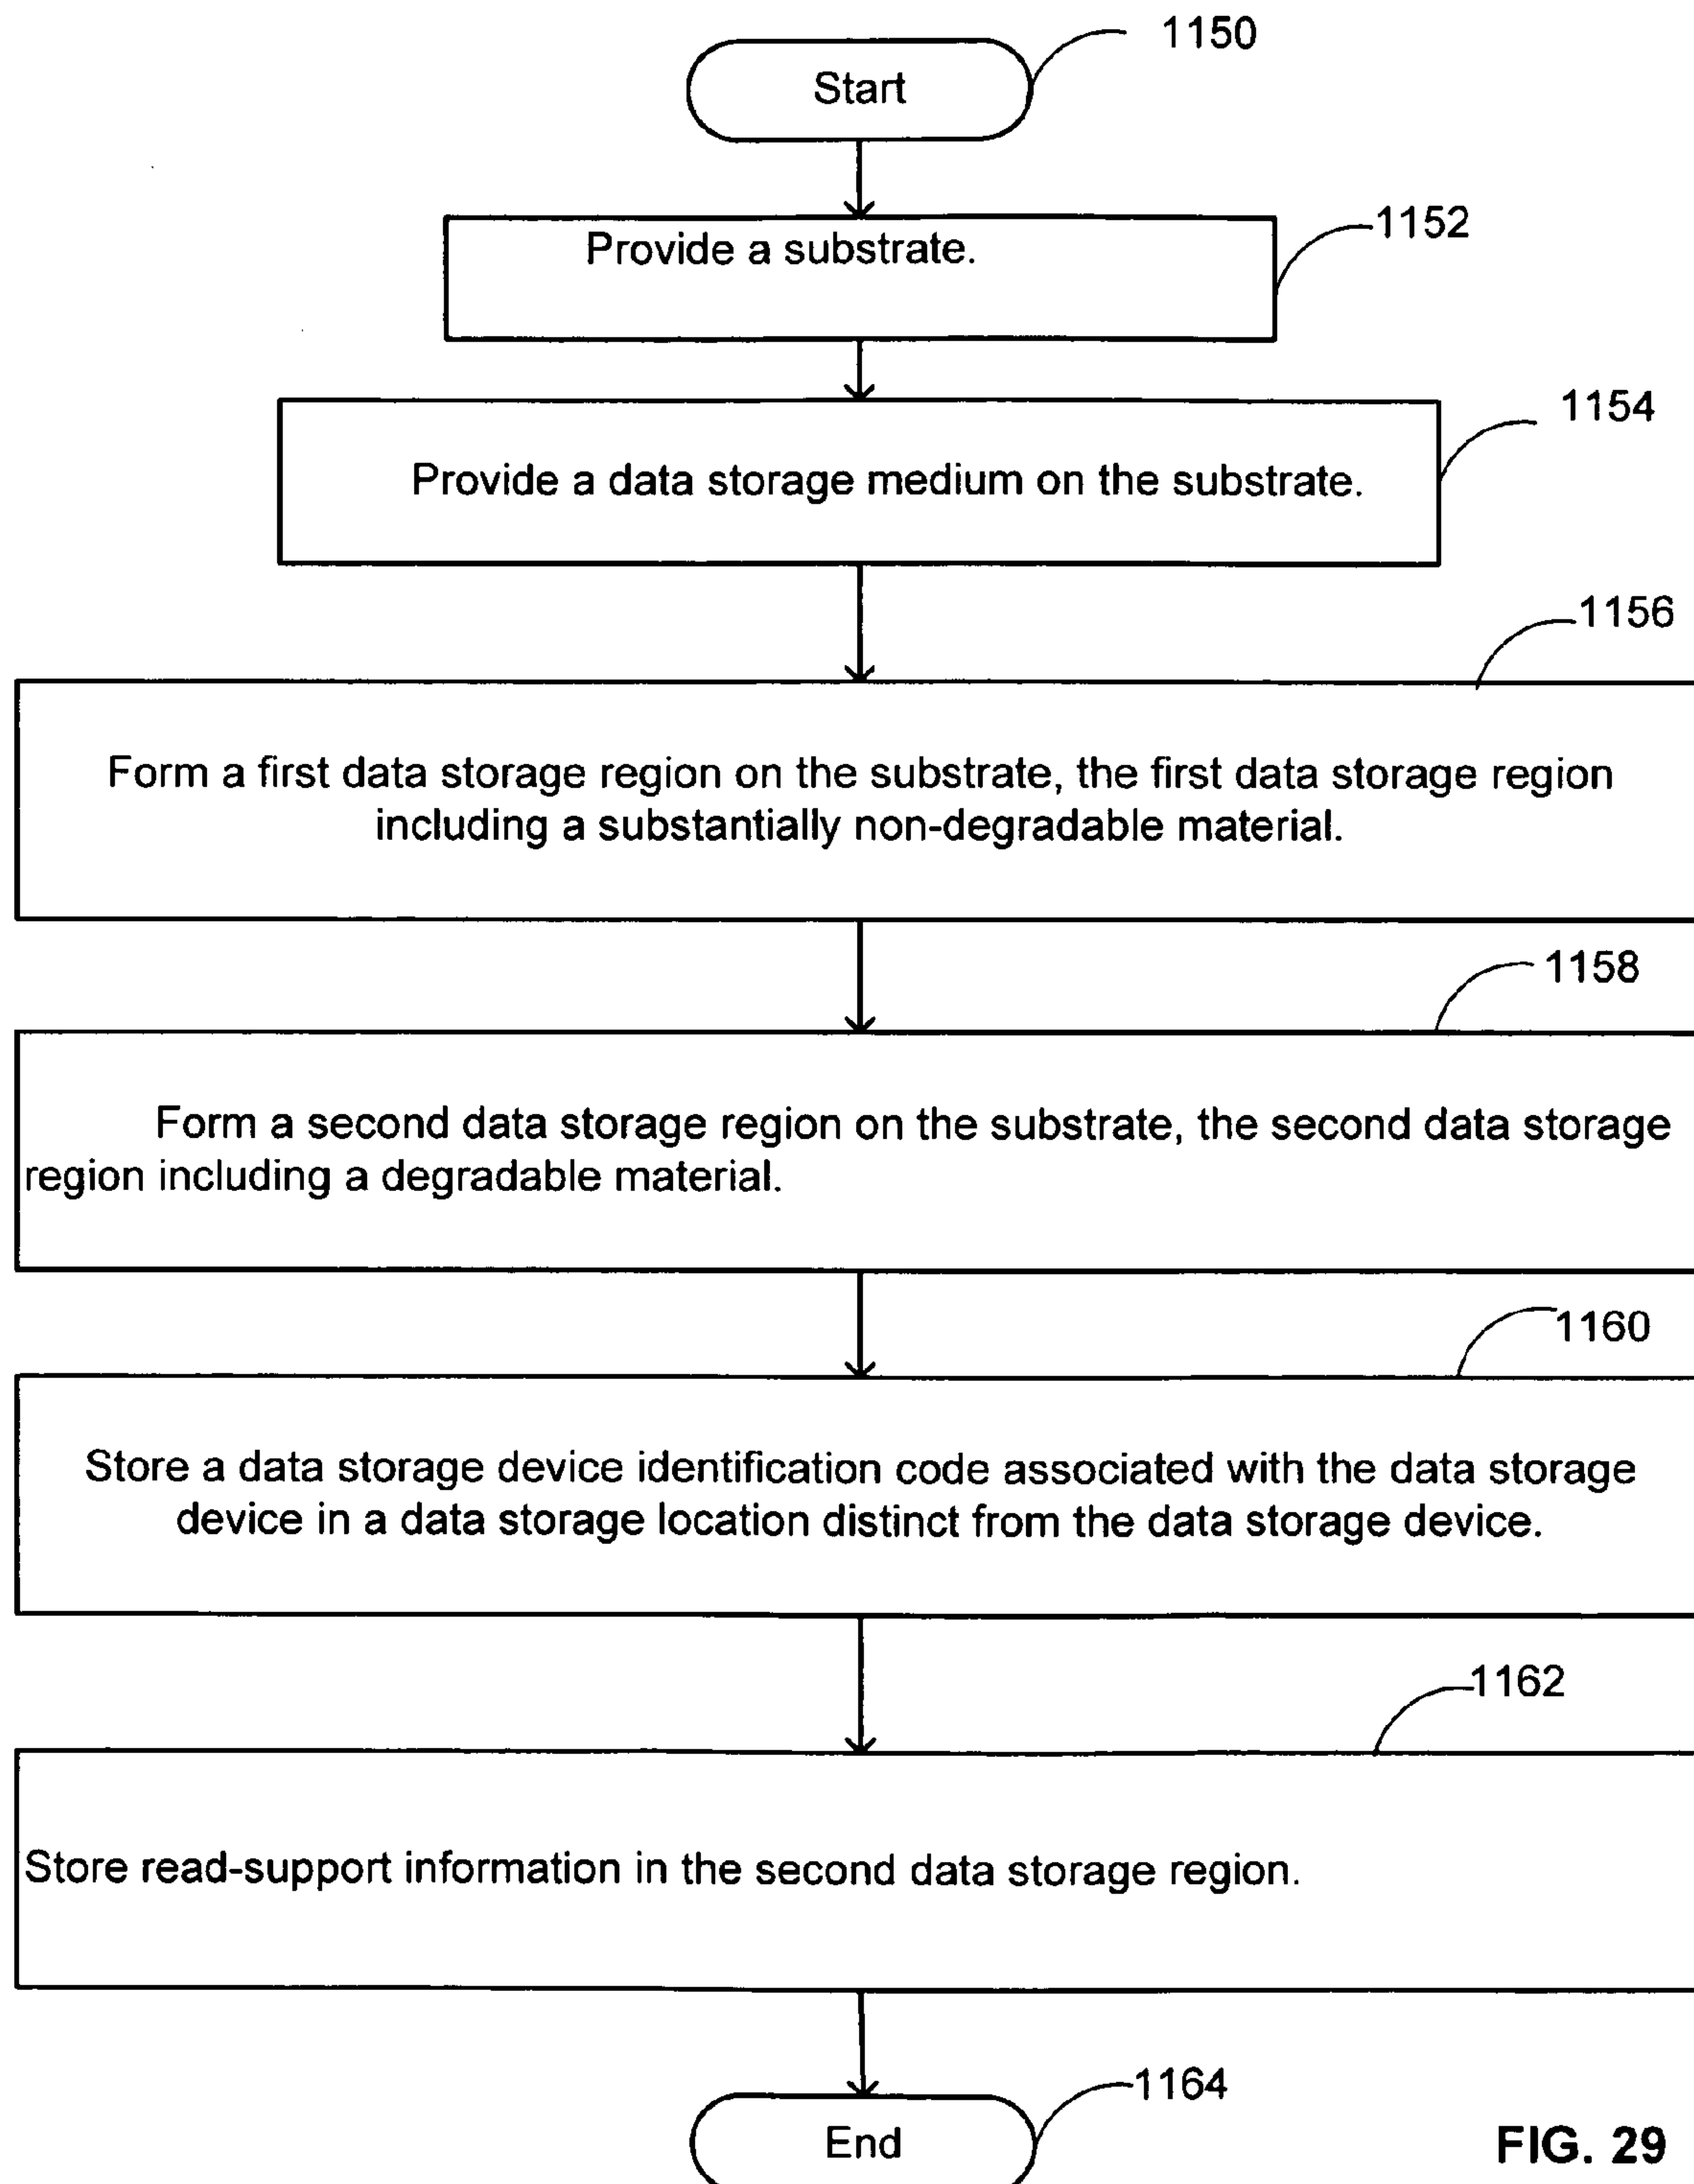 1150
Start
1152
Provide a substrate.
1154
Provide a data storage medium on the substrate.
1156
Form a first data storage region on the substrate, the first data storage region
including a substantially non-degradable material.
1158
Form a second data storage region on the substrate, the second data storage
region including a degradable material.
1160
Store a data storage device identification code associated with the data storage
device in a data storage location distinct from the data storage device.
1162
Store read-support information in the second data storage region.
1164
End
FIG. 29